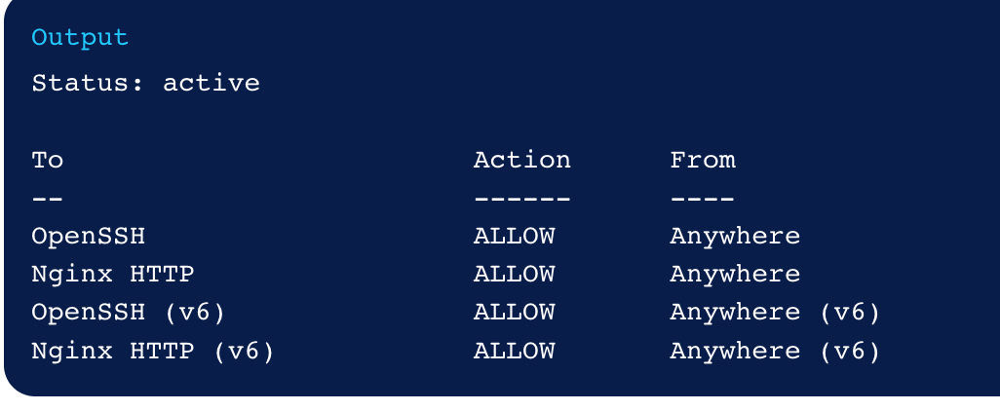 Output
Status: active
To Action From
-- ------ ----
OpenSSH ALLOW Anywhere
Nginx HTTP ALLOW Anywhere
OpenSSH (v6) ALLOW Anywhere (v6)
Nginx HTTP (v6) ALLOW Anywhere (v6)